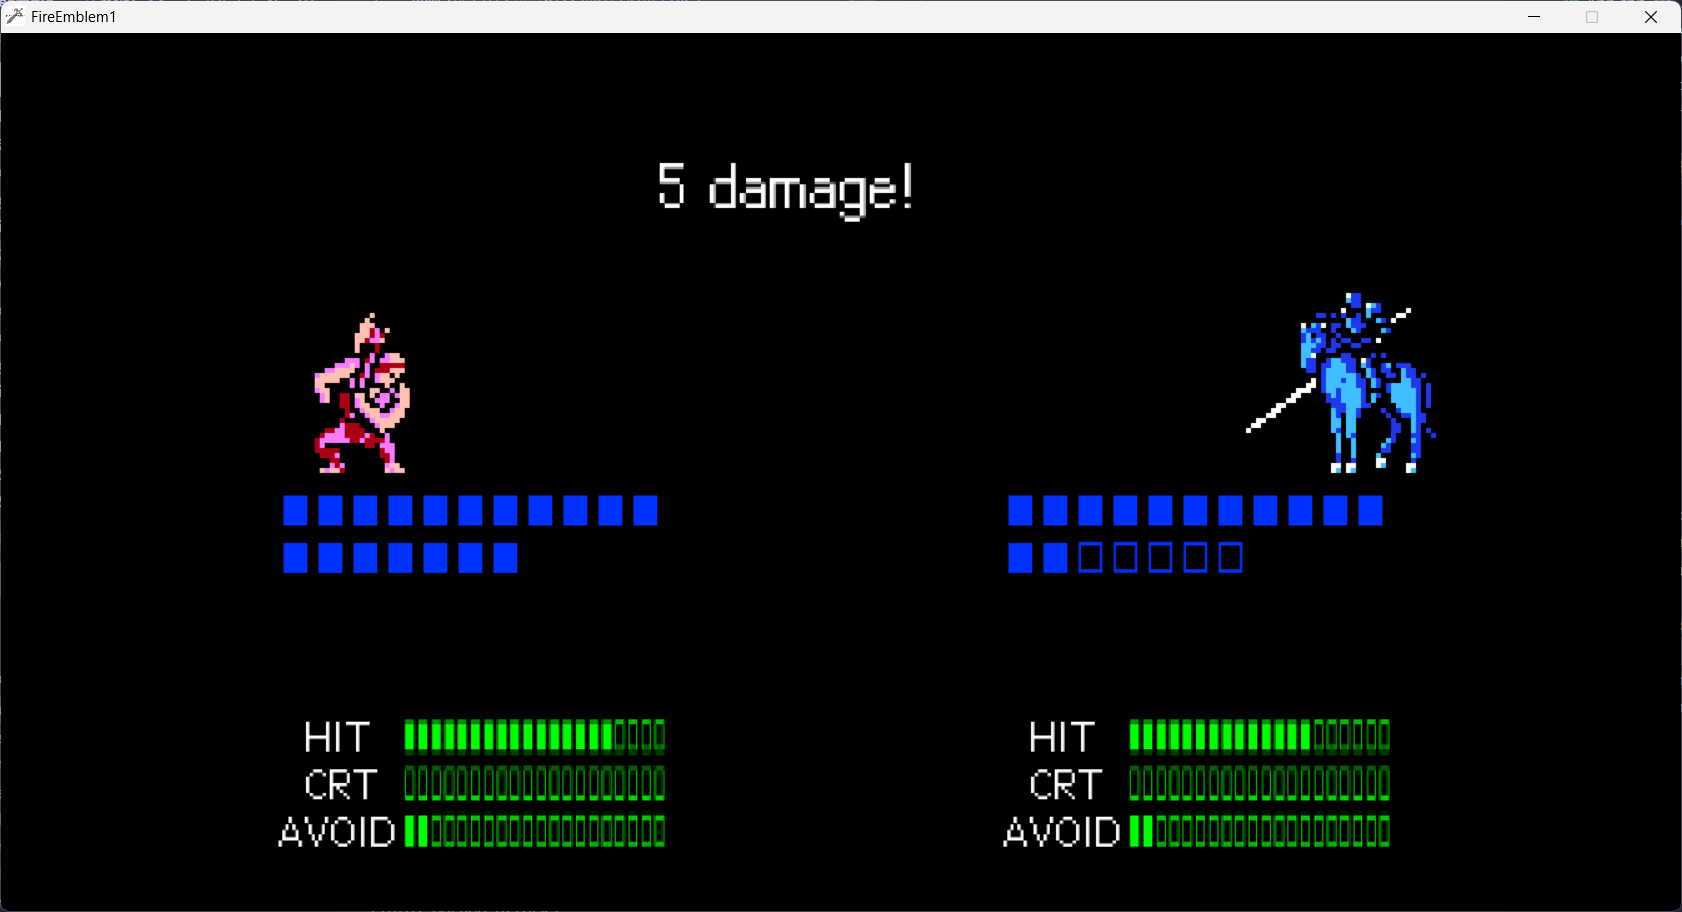 FireEmblem1
5 damage!
HIT
CRT
AVOID
HIT
CRT
AVOID